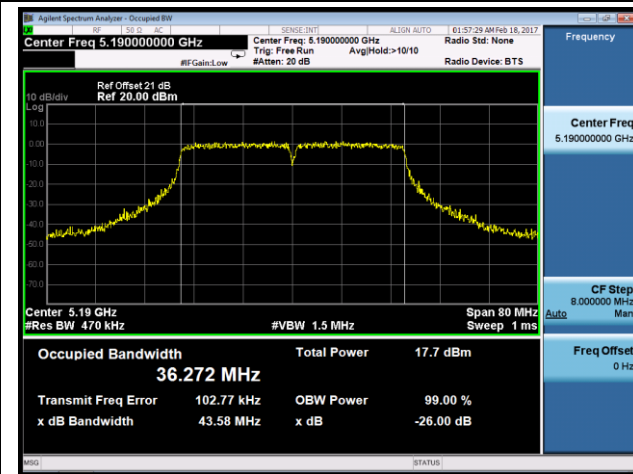 Agilent Spectrum Analyzer - Occupied BW
RF 50 Ω AC SENSE:INT ALIGN AUTO 01:57:29 AM Feb 18, 2017
Center Freq 5.190000000 GHz
Center Freq: 5.190000000 GHz
Radio Std: None
Trig: Free Run Avg|Hold:>10/10
#IFGain:Low #Atten: 20 dB Radio Device: BTS
Ref Offset 21 dB
10 dB/div Ref 20.00 dBm
Log
10.0
0.00
-10.0
-20.0
-30.0
-40.0
-50.0
-60.0
-70.0
Center 5.19 GHz Span 80 MHz
#Res BW 470 kHz #VBW 1.5 MHz Sweep 1 ms
Occupied Bandwidth Total Power 17.7 dBm
36.272 MHz
Transmit Freq Error 102.77 kHz OBW Power 99.00 %
x dB Bandwidth 43.58 MHz x dB -26.00 dB
MSG STATUS
Frequency
Center Freq
5.190000000 GHz
CF Step
8.000000 MHz
Auto Man
Freq Offset
0 Hz